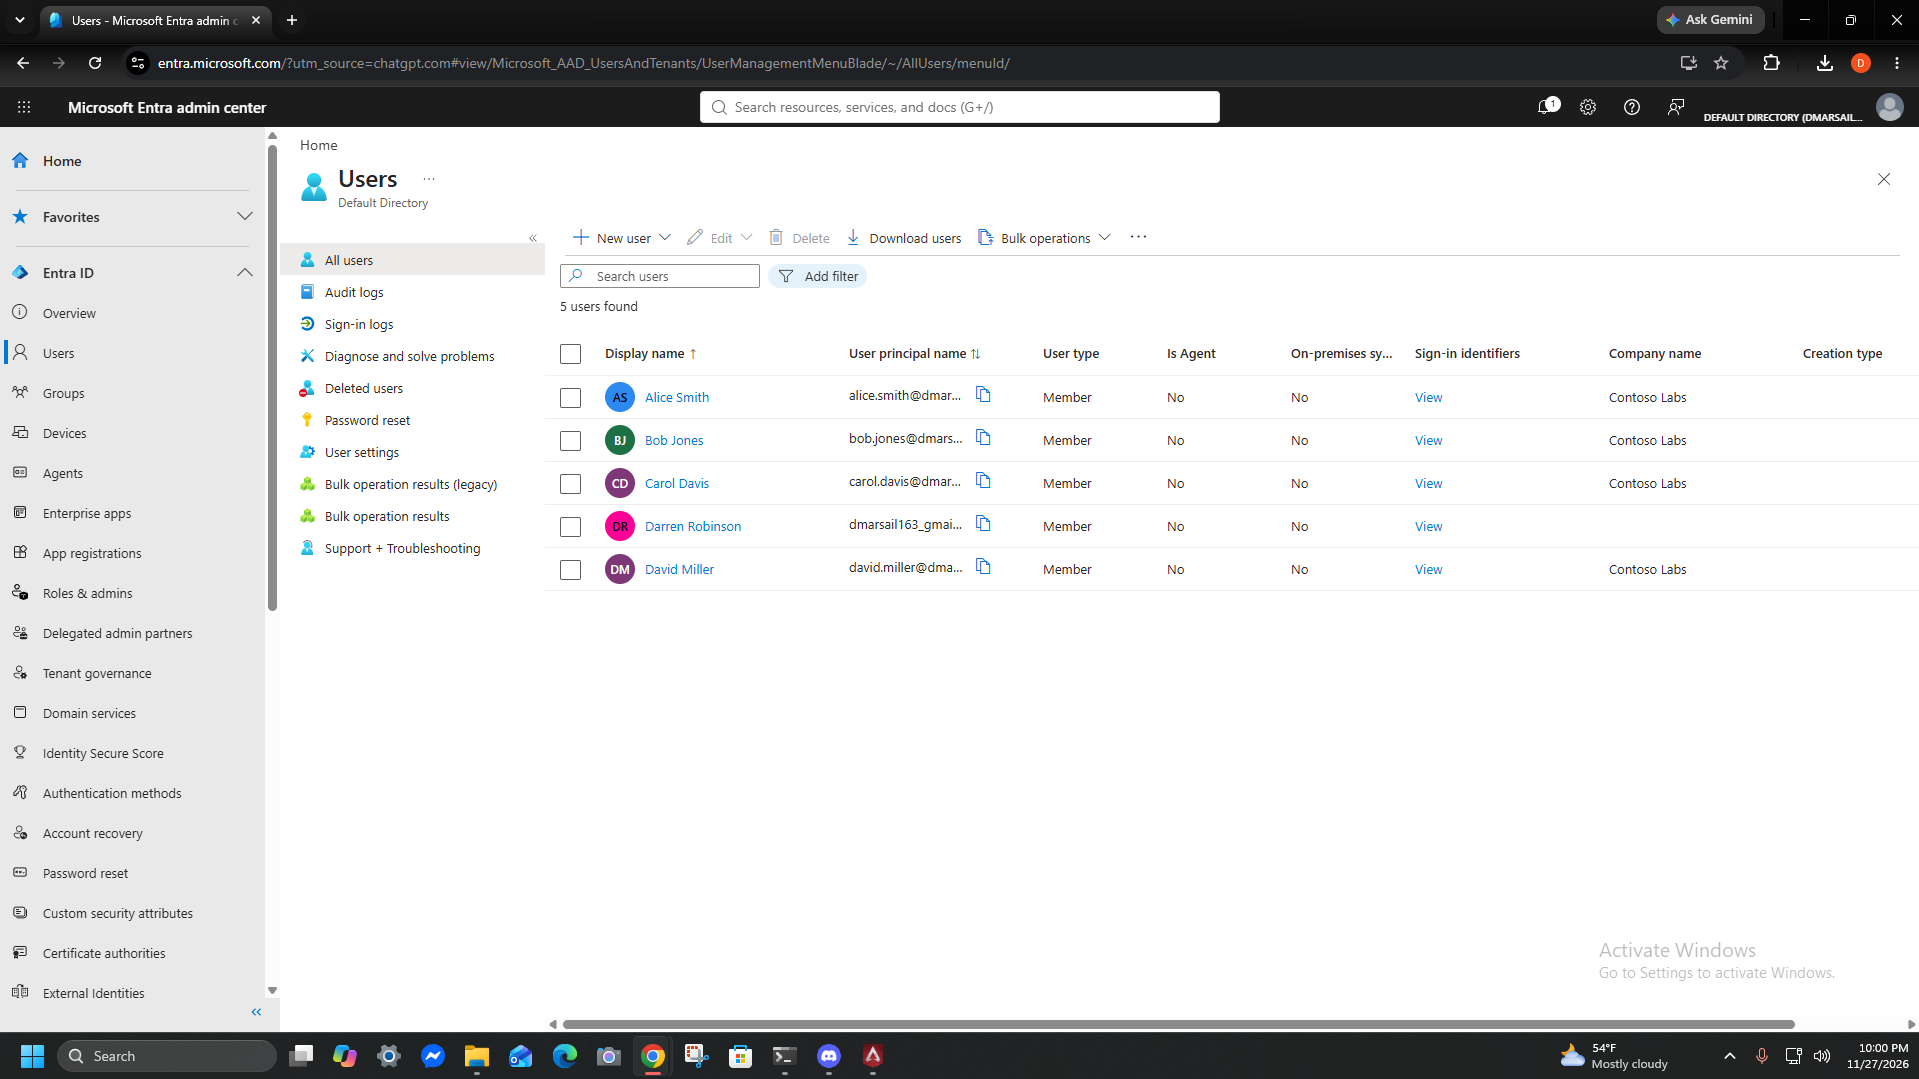 Users - Microsoft Entra admin c
Ask Gemini
entra.microsoft.com/?utm_source=chatgpt.com#view/Microsoft_AAD_UsersAndTenants/UserManagementMenuBlade/~/AllUsers/menuId/
D
Microsoft Entra admin center
Search resources, services, and docs (G+/)
1
DEFAULT DIRECTORY (DMARSAIL...
Home
Favorites
Entra ID
Overview
Users
Groups
Devices
Agents
Enterprise apps
App registrations
Roles & admins
Delegated admin partners
Tenant governance
Domain services
Identity Secure Score
Authentication methods
Account recovery
Password reset
Custom security attributes
Certificate authorities
External Identities
Home
Users
Default Directory
All users
Audit logs
Sign-in logs
Diagnose and solve problems
Deleted users
Password reset
User settings
Bulk operation results (legacy)
Bulk operation results
Support + Troubleshooting
New user Edit Delete Download users Bulk operations
Search users Add filter
5 users found
Display name ↑ User principal name ↑↓ User type Is Agent On-premises sy... Sign-in identifiers Company name Creation type
AS Alice Smith alice.smith@dmar... Member No No View Contoso Labs
BJ Bob Jones bob.jones@dmars... Member No No View Contoso Labs
CD Carol Davis carol.davis@dmar... Member No No View Contoso Labs
DR Darren Robinson dmarsail163_gmai... Member No No View
DM David Miller david.miller@dma... Member No No View Contoso Labs
Activate Windows
Go to Settings to activate Windows.
Search
54°F
Mostly cloudy
10:00 PM
11/27/2026